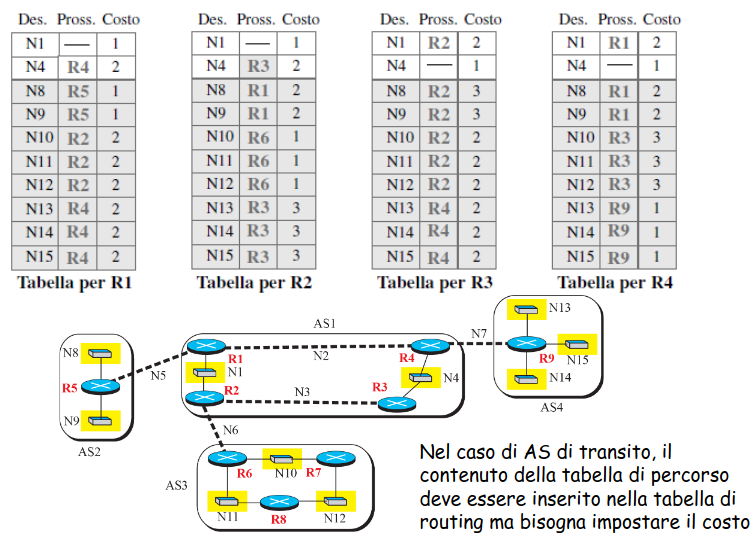 Des. Pross. Costo
N1 — 1
N4 R4 2
N8 R5 1
N9 R5 1
N10 R2 2
N11 R2 2
N12 R2 2
N13 R4 2
N14 R4 2
N15 R4 2
Tabella per R1
Des. Pross. Costo
N1 — 1
N4 R3 2
N8 R1 2
N9 R1 2
N10 R6 1
N11 R6 1
N12 R6 1
N13 R3 3
N14 R3 3
N15 R3 3
Tabella per R2
Des. Pross. Costo
N1 R2 2
N4 — 1
N8 R2 3
N9 R2 3
N10 R2 2
N11 R2 2
N12 R2 2
N13 R4 2
N14 R4 2
N15 R4 2
Tabella per R3
Des. Pross. Costo
N1 R1 2
N4 — 1
N8 R1 2
N9 R1 2
N10 R3 3
N11 R3 3
N12 R3 3
N13 R9 1
N14 R9 1
N15 R9 1
Tabella per R4
N8
R5
N9
AS2
N5
AS1
R1
N1
R2
N2
N3
R4
N4
R3
N7
N13
R9
N15
N14
AS4
N6
AS3
R6
N10
R7
N11
R8
N12
Nel caso di AS di transito, il
contenuto della tabella di percorso
deve essere inserito nella tabella di
routing ma bisogna impostare il costo